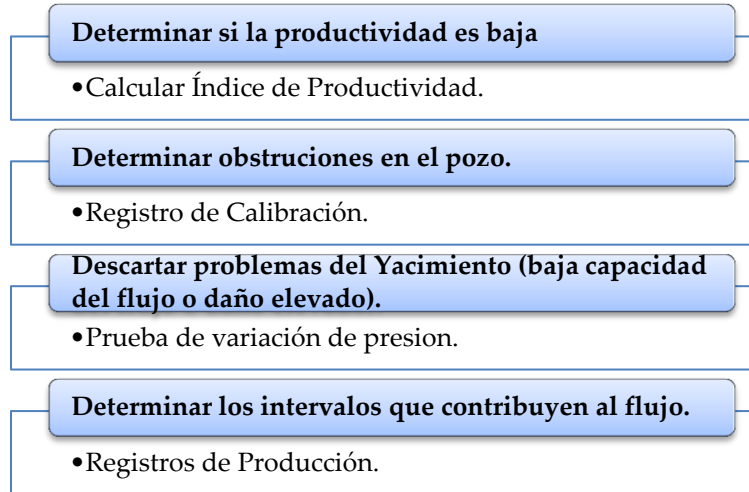 Determinar si la productividad es baja
•Calcular Índice de Productividad.
Determinar obstruciones en el pozo.
•Registro de Calibración.
Descartar problemas del Yacimiento (baja capacidad
del flujo o daño elevado).
•Prueba de variación de presion.
Determinar los intervalos que contribuyen al flujo.
•Registros de Producción.